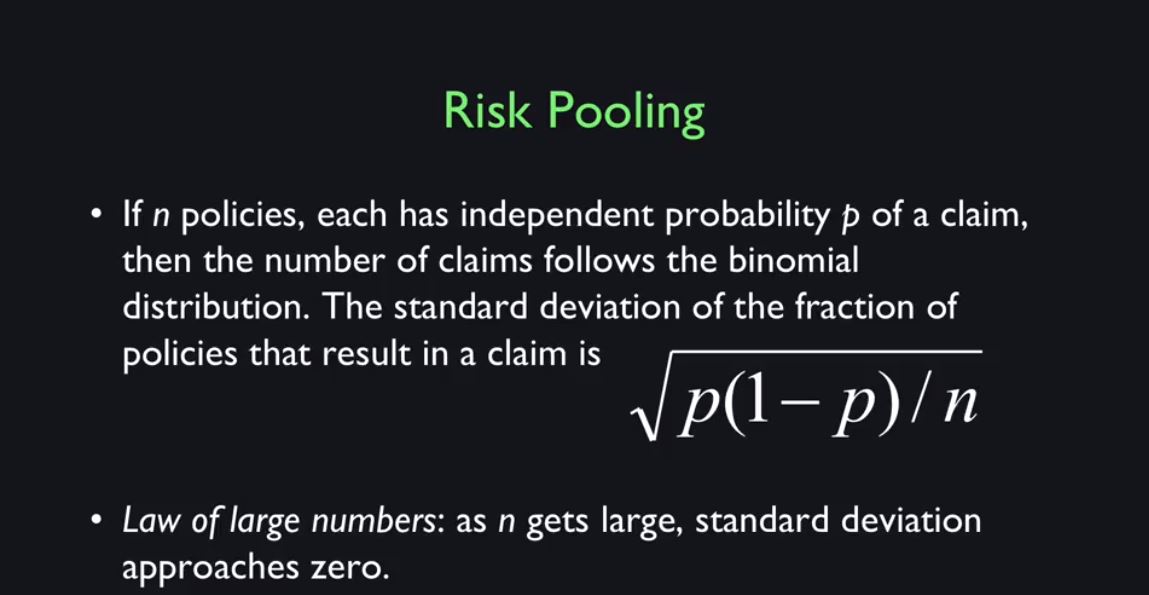 Risk Pooling
• If n policies, each has independent probability p of a claim,
then the number of claims follows the binomial
distribution. The standard deviation of the fraction of
policies that result in a claim is
√p(1− p)/n
• Law of large numbers: as n gets large, standard deviation
approaches zero.